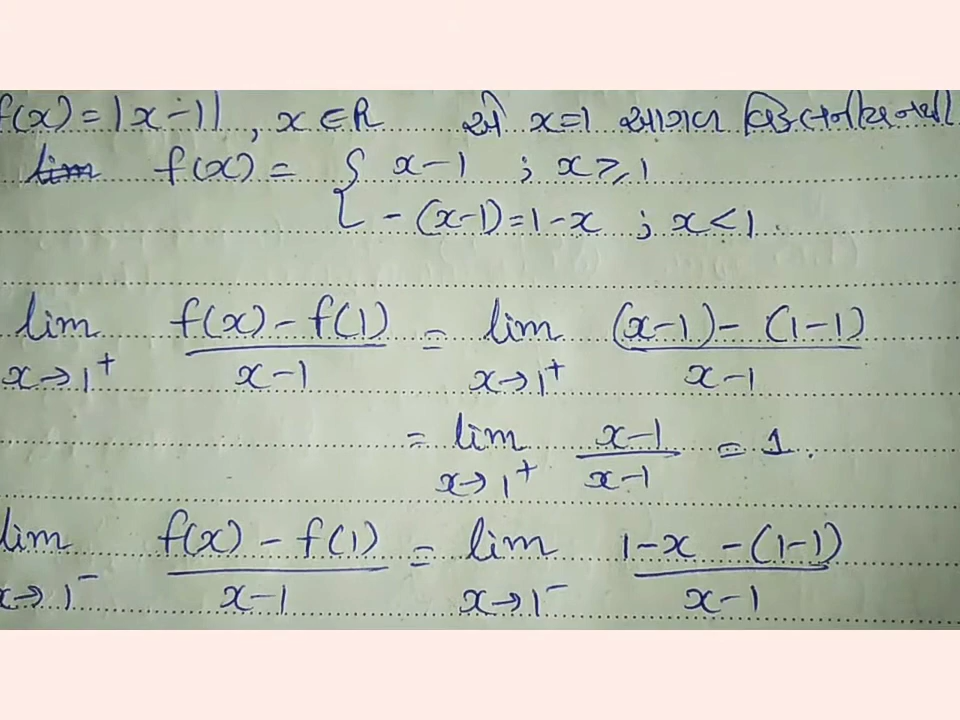 f(x) = |x-1|, x ∈ R એ x=1 આગળ વિકલનીય નથી
lim f(x) = { x-1 ; x ≥ 1
-(x-1) = 1-x ; x < 1.
lim x→1⁺ (f(x) - f(1))/(x-1) = lim x→1⁺ ((x-1) - (1-1))/(x-1)
= lim x→1⁺ (x-1)/(x-1) = 1.
lim x→1⁻ (f(x) - f(1))/(x-1) = lim x→1⁻ (1-x - (1-1))/(x-1)